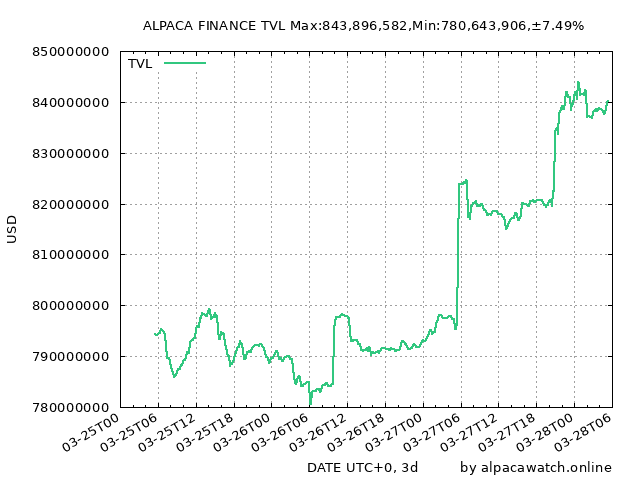 ALPACA FINANCE TVL Max:843,896,582,Min:780,643,906,±7.49%
TVL
850000000
840000000
830000000
820000000
810000000
800000000
790000000
780000000
USD
03-25T00
03-25T06
03-25T12
03-25T18
03-26T00
03-26T06
03-26T12
03-26T18
03-27T00
03-27T06
03-27T12
03-27T18
03-28T00
03-28T06
DATE UTC+0, 3d
by alpacawatch.online